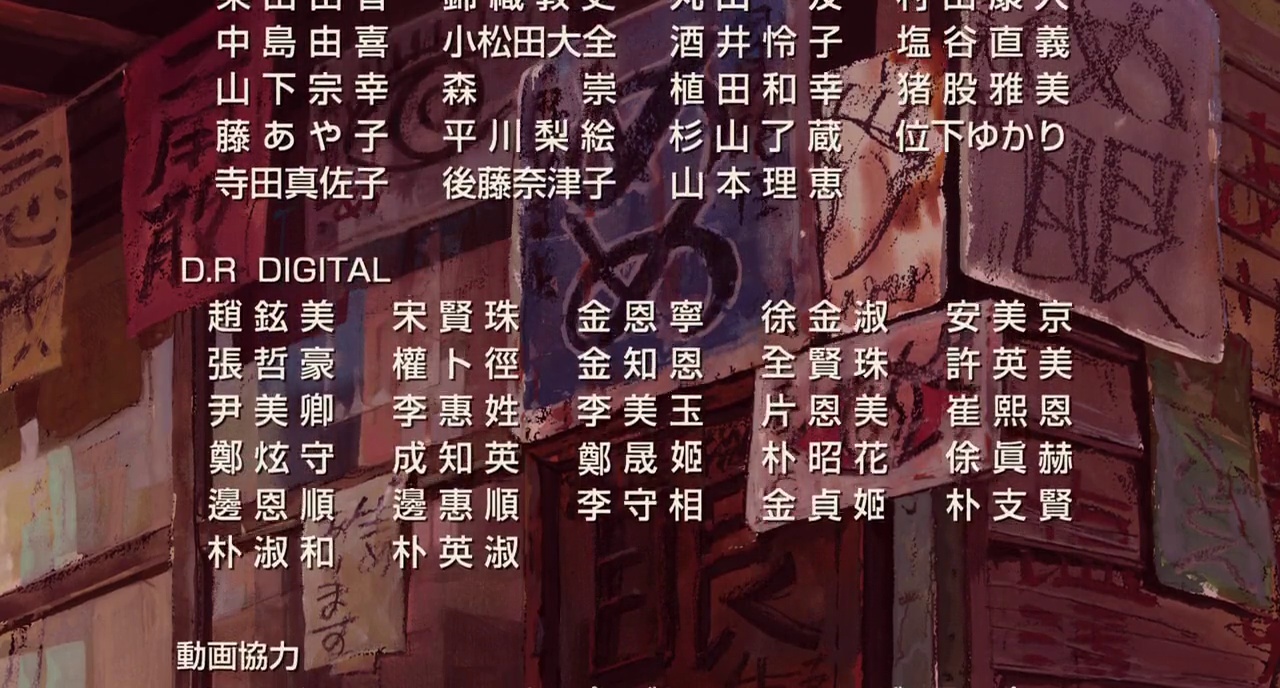 中島由喜 小松田大全 酒井怜子 塩谷直義
山下宗幸 森 崇 植田和幸 猪股雅美
藤あや子 平川梨絵 杉山了蔵 位下ゆかり
寺田真佐子 後藤奈津子 山本理恵
D.R DIGITAL
趙鉉美 宋賢珠 金恩寧 徐金淑 安美京
張哲豪 權卜徑 金知恩 全賢珠 許英美
尹美卿 李惠姓 李美玉 片恩美 崔熙恩
鄭炫守 成知英 鄭晟姬 朴昭花 徐眞赫
邊恩順 邊惠順 李守相 金貞姬 朴支賢
朴淑和 朴英淑
動画協力
め
眼
ます